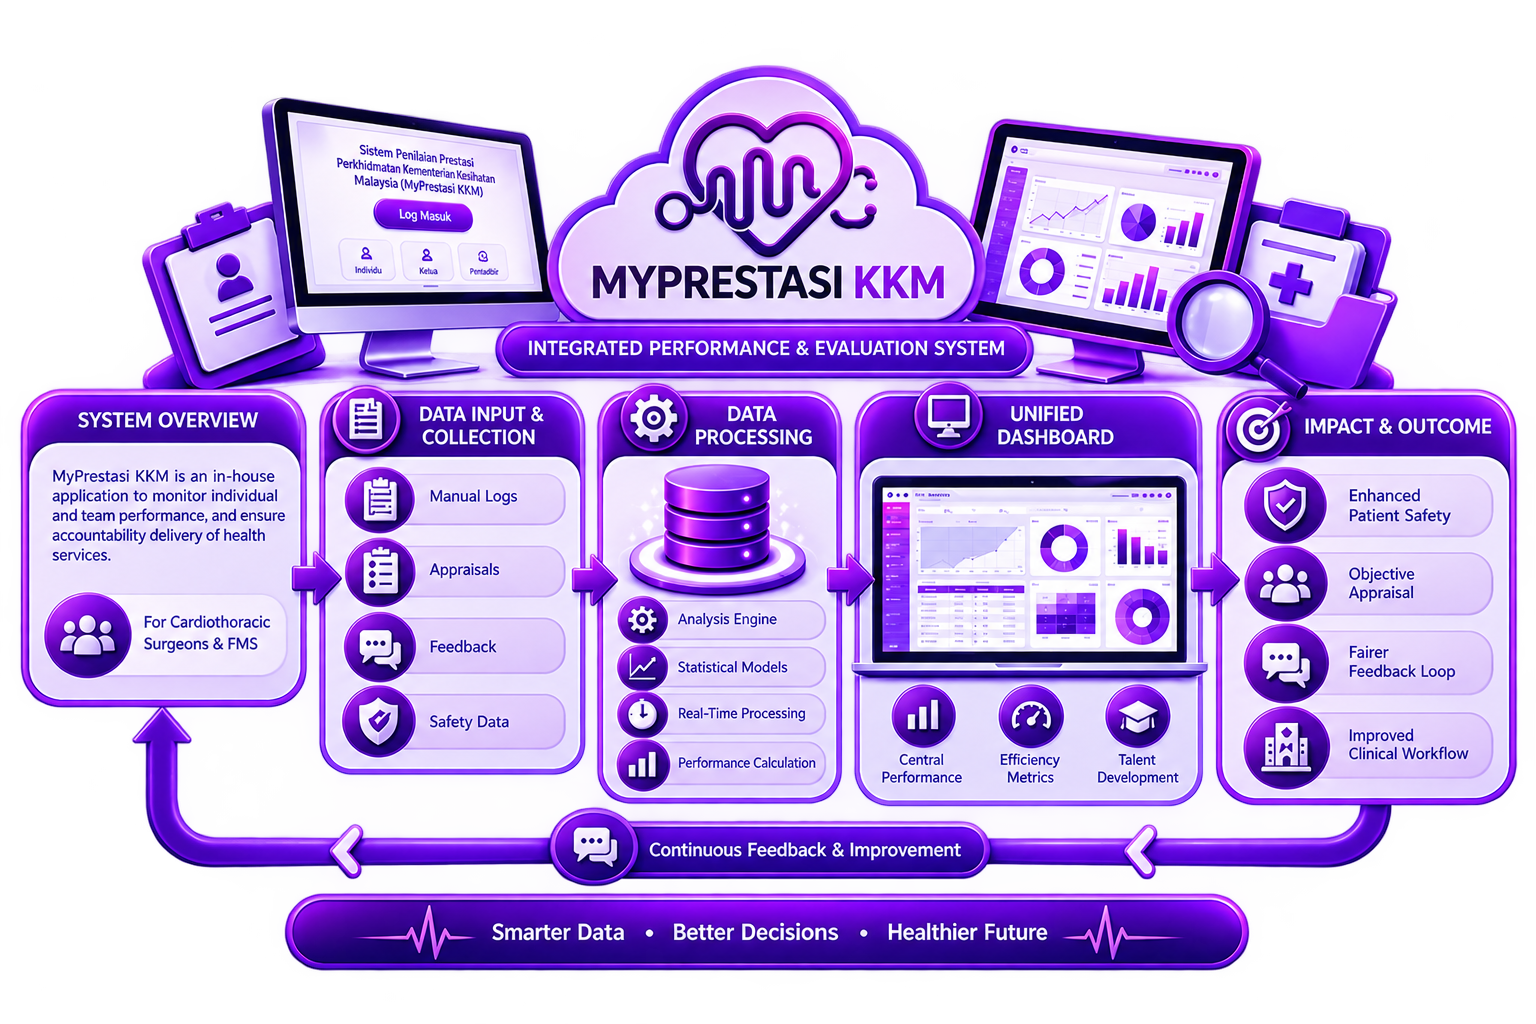 Sistem Penilaian Prestasi
Perkhidmatan Kementerian Kesihatan
Malaysia (MyPrestasi KKM)
Log Masuk
Individu
Ketua
Pentadbir
MYPRESTASI KKM
INTEGRATED PERFORMANCE & EVALUATION SYSTEM
SYSTEM OVERVIEW
MyPrestasi KKM is an in-house
application to monitor individual
and team performance, and ensure
accountability delivery of health
services.
For Cardiothoracic
Surgeons & FMS
DATA INPUT &
COLLECTION
Manual Logs
Appraisals
Feedback
Safety Data
DATA
PROCESSING
Analysis Engine
Statistical Models
Real-Time Processing
Performance Calculation
UNIFIED
DASHBOARD
Central
Performance
Efficiency
Metrics
Talent
Development
IMPACT & OUTCOME
Enhanced
Patient Safety
Objective
Appraisal
Fairer
Feedback Loop
Improved
Clinical Workflow
Continuous Feedback & Improvement
Smarter Data • Better Decisions • Healthier Future